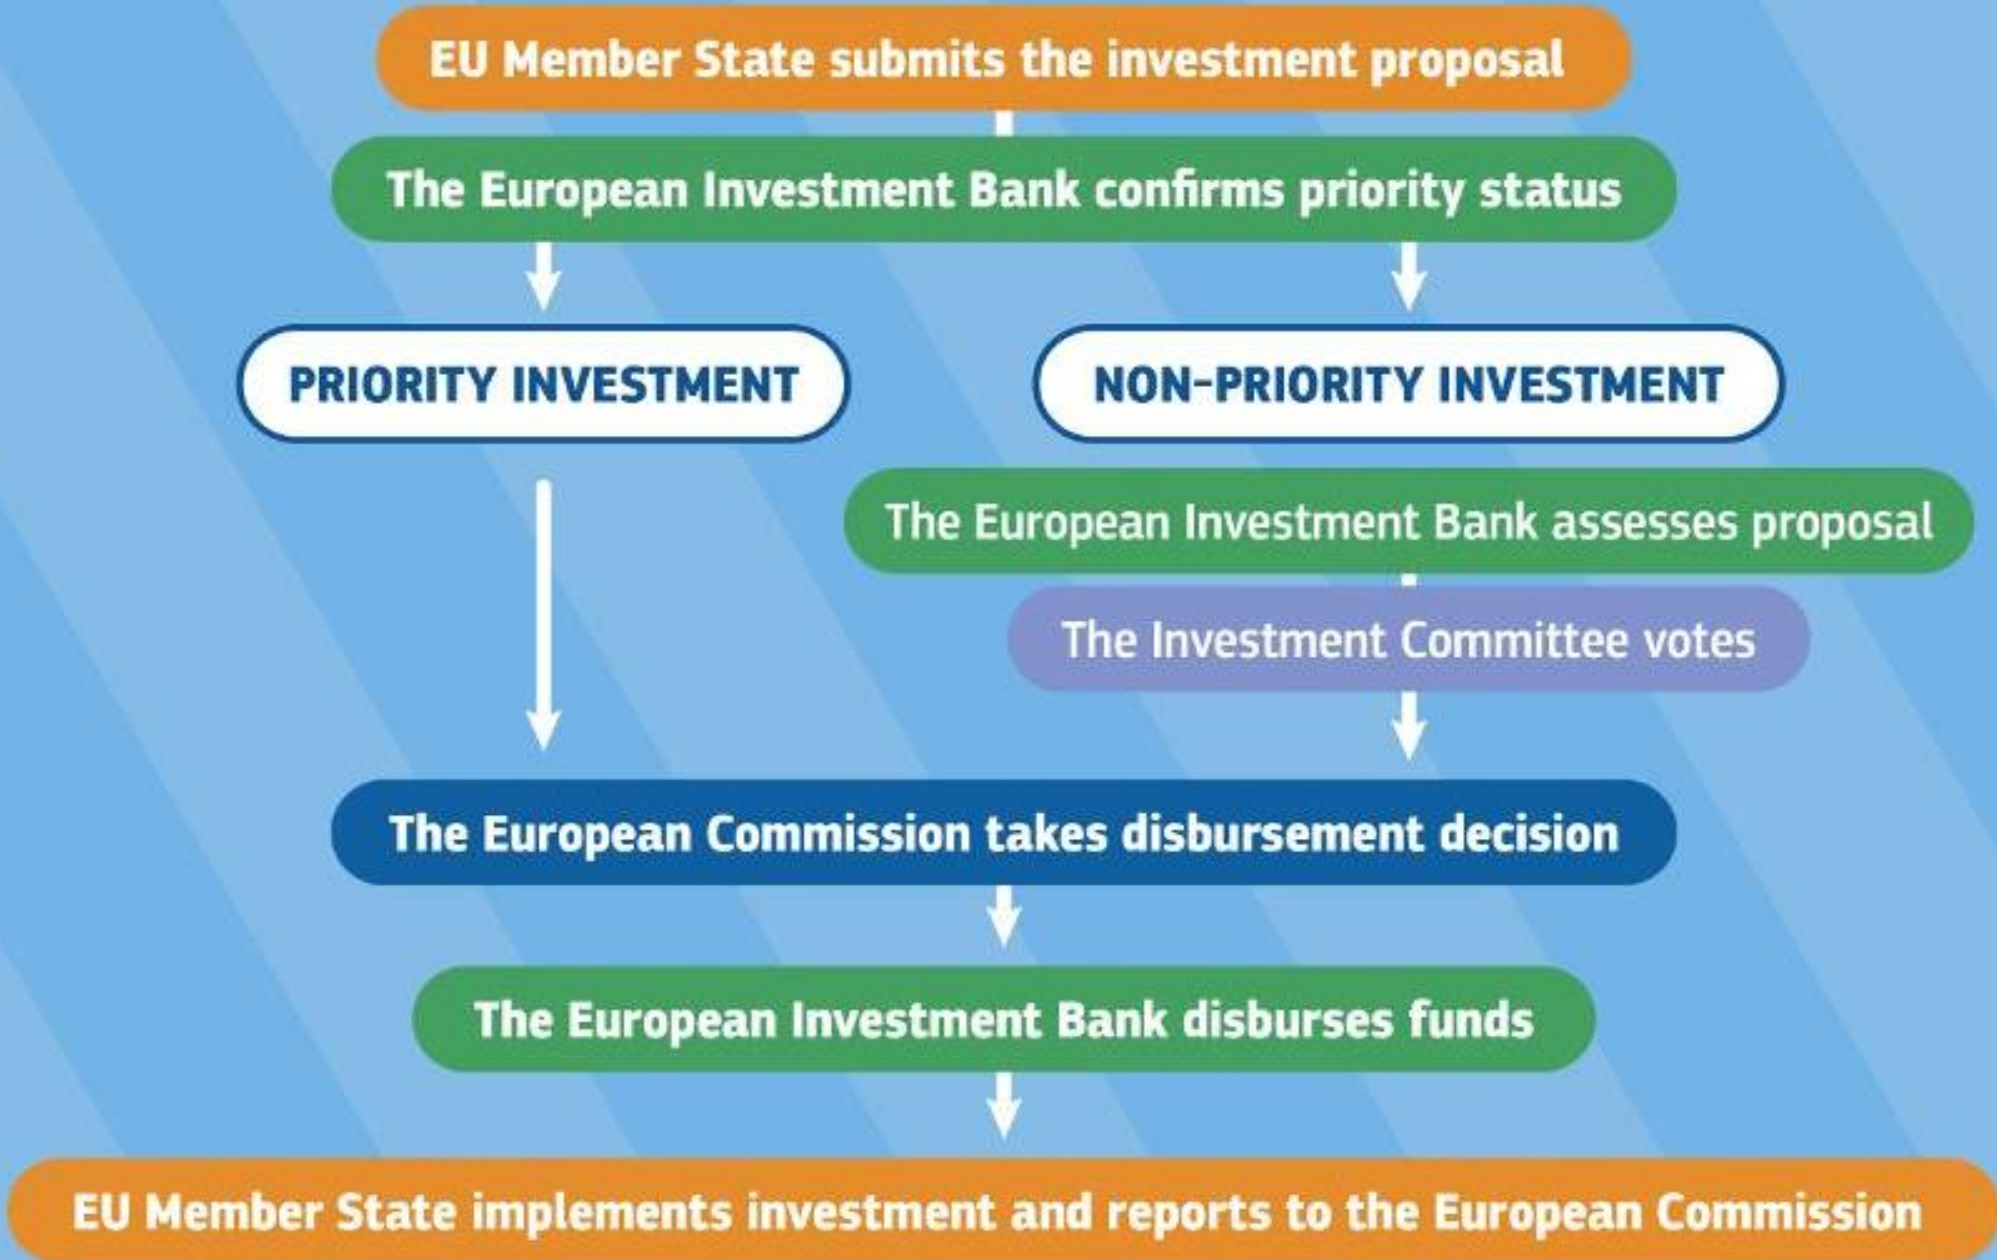 EU Member State submits the investment proposal
The European Investment Bank confirms priority status
PRIORITY INVESTMENT
NON-PRIORITY INVESTMENT
The European Investment Bank assesses proposal
The Investment Committee votes
The European Commission takes disbursement decision
The European Investment Bank disburses funds
EU Member State implements investment and reports to the European Commission